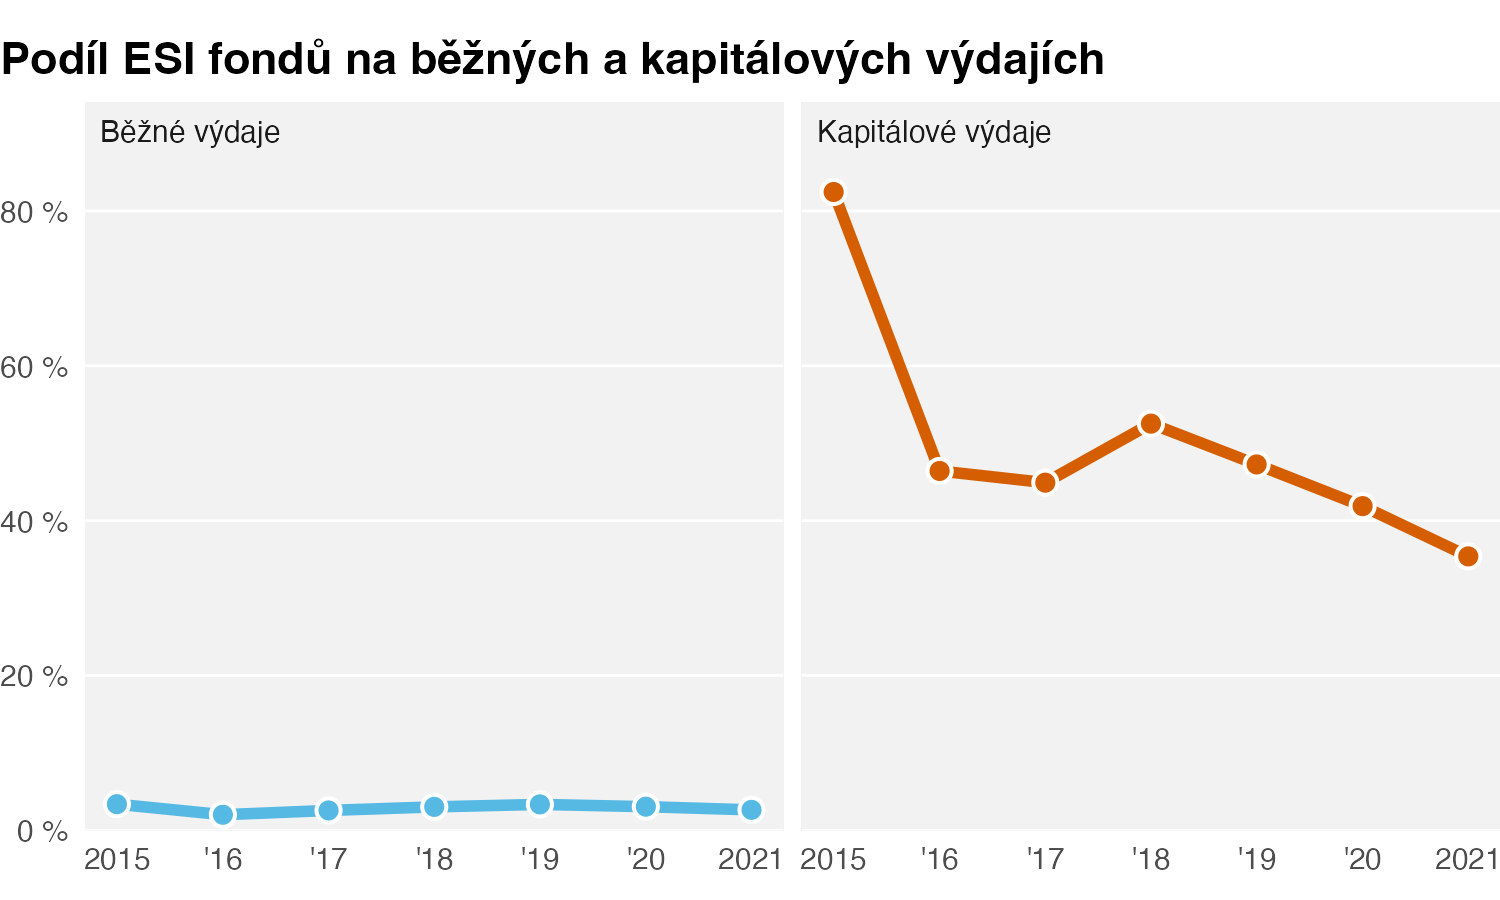 Podíl ESI fondů na běžných a kapitálových výdajích
Běžné výdaje
Kapitálové výdaje
80 %
60 %
40 %
20 %
0 %
2015 '16 '17 '18 '19 '20 2021
2015 '16 '17 '18 '19 '20 2021